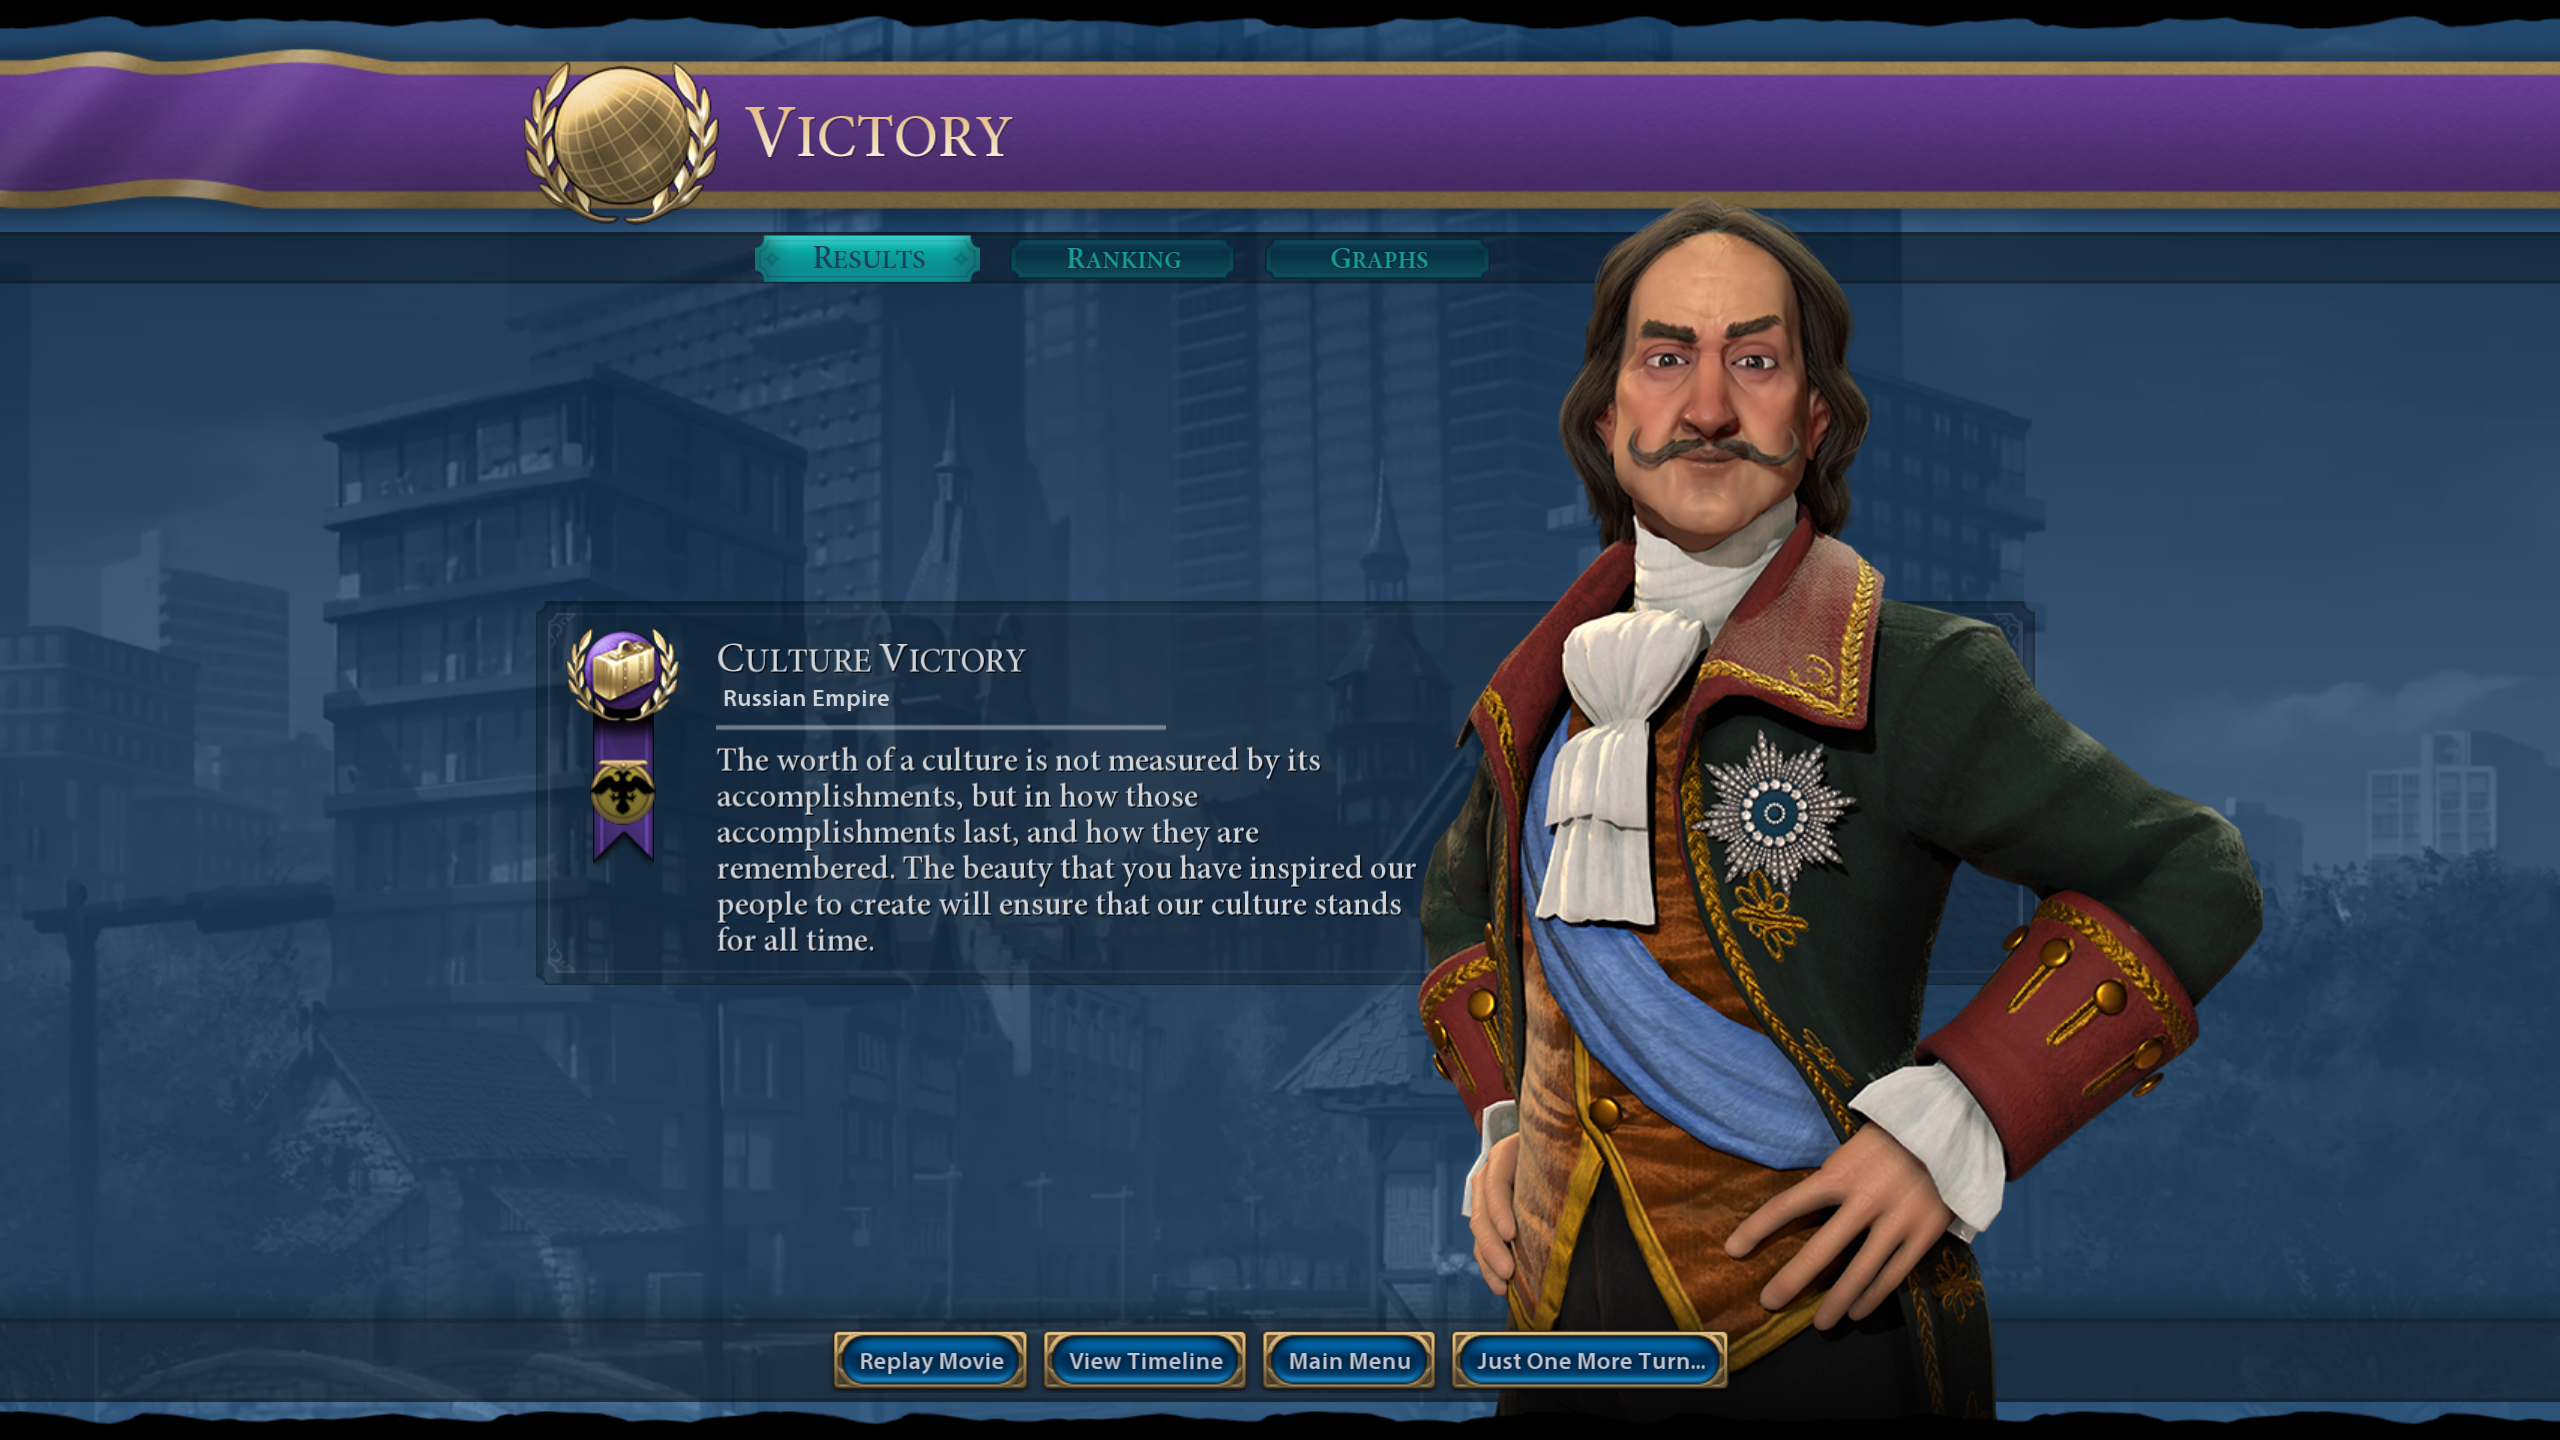 Victory
Results
Ranking
Graphs
Culture Victory
Russian Empire
The worth of a culture is not measured by its
accomplishments, but in how those
accomplishments last, and how they are
remembered. The beauty that you have inspired our
people to create will ensure that our culture stands
for all time.
Replay Movie
View Timeline
Main Menu
Just One More Turn...